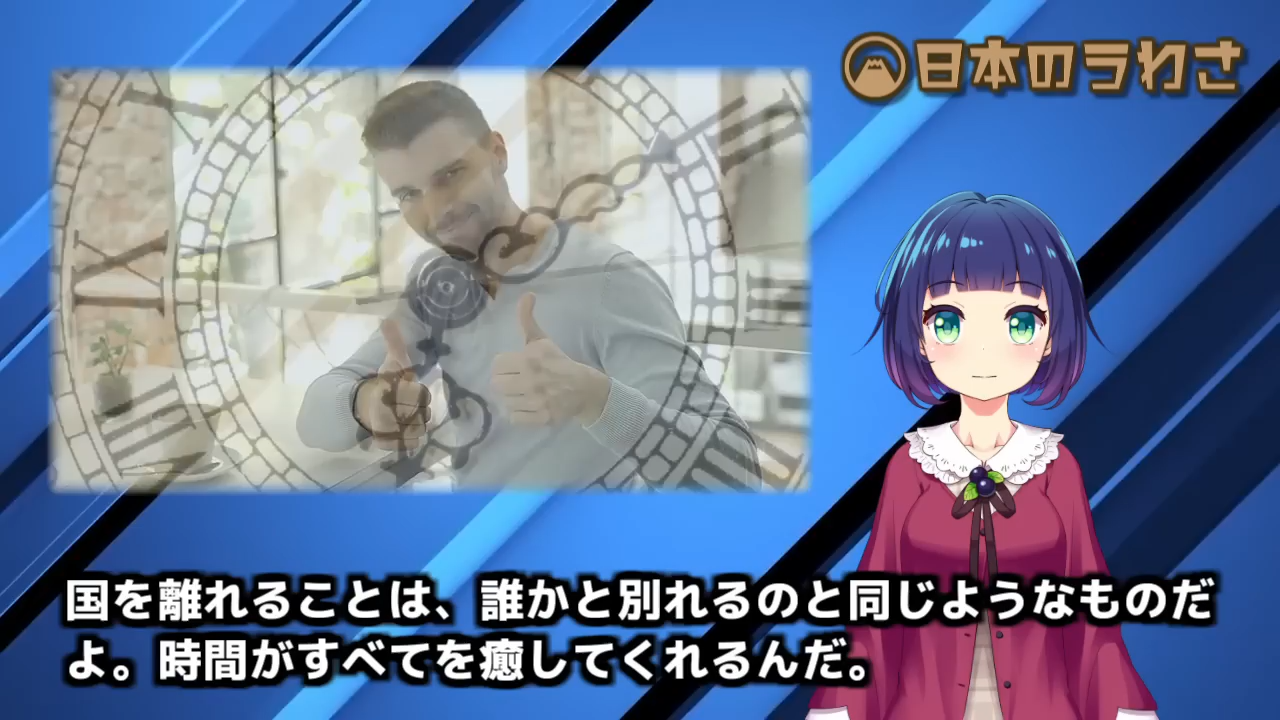 日本のうわさ
国を離れることは、誰かと別れるのと同じようなものだ
よ。時間がすべてを癒してくれるんだ。